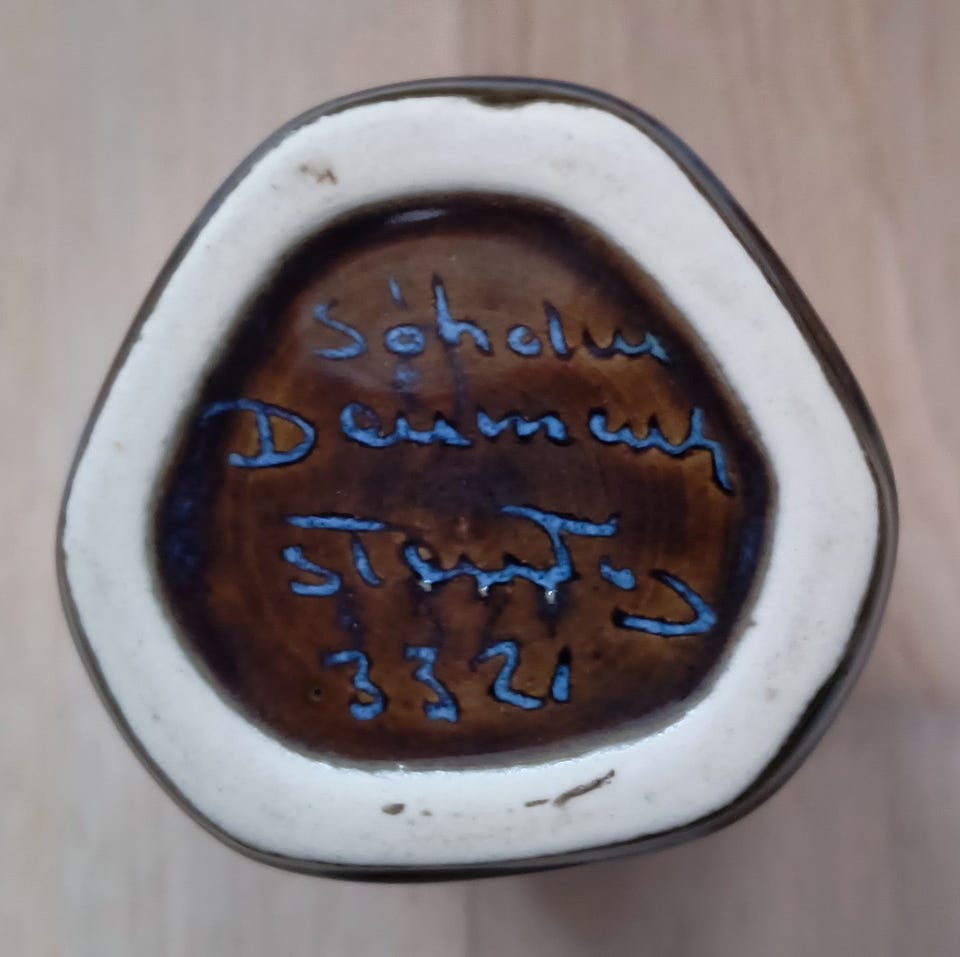 Søholm
Denmark
Stentøj
3321